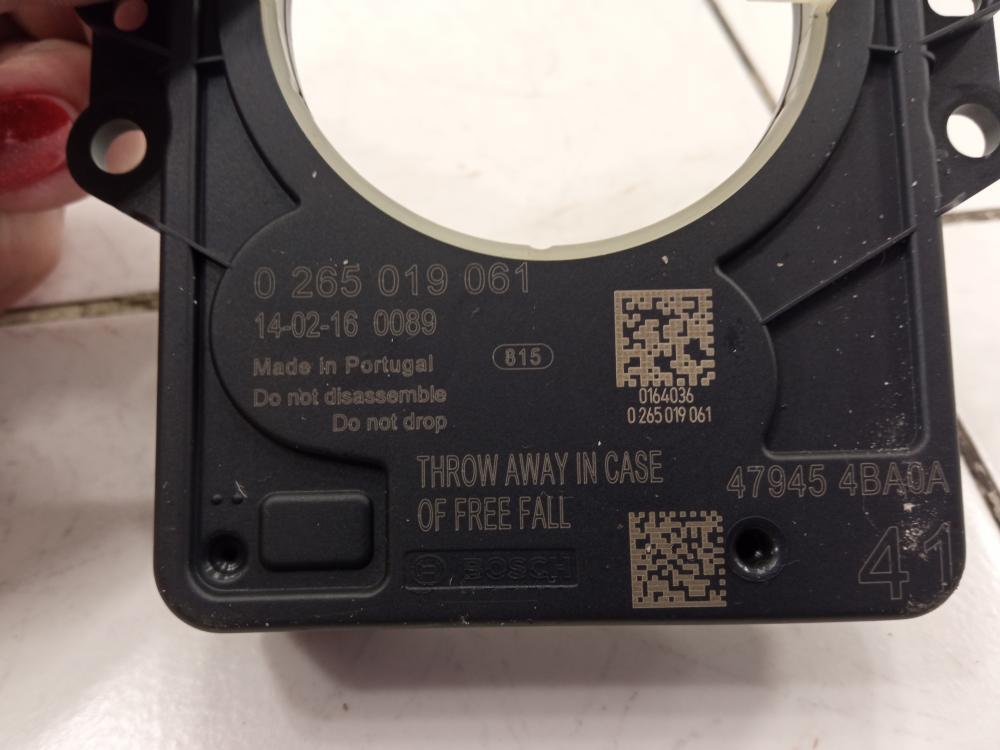 0 265 019 061
14-02-16 0089
Made in Portugal
815
Do not disassemble
Do not drop
0164036
0 265 019 061
THROW AWAY IN CASE
OF FREE FALL
47945 4BA0A
BOSCH
41